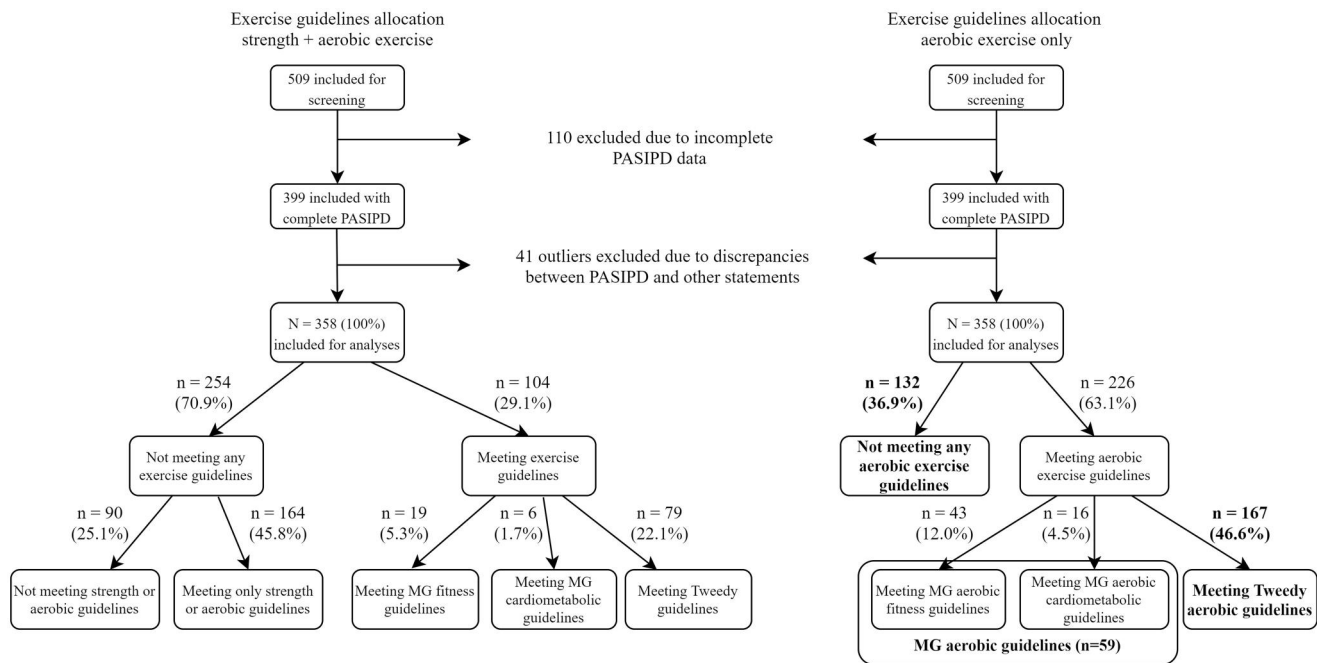 Exercise guidelines allocation
strength + aerobic exercise
509 included for
screening
399 included with
complete PASIPD
N = 358 (100%)
included for analyses
n = 254
(70.9%)
n = 104
(29.1%)
Not meeting any
exercise guidelines
Meeting exercise
guidelines
n = 90
(25.1%)
n = 164
(45.8%)
n = 19
(5.3%)
n = 6
(1.7%)
n = 79
(22.1%)
Not meeting strength or
aerobic guidelines
Meeting only strength
or aerobic guidelines
Meeting MG fitness
guidelines
Meeting MG
cardiometabolic
guidelines
Meeting Tweedy
guidelines
110 excluded due to incomplete
PASIPD data
41 outliers excluded due to discrepancies
between PASIPD and other statements
Exercise guidelines allocation
aerobic exercise only
509 included for
screening
399 included with
complete PASIPD
N = 358 (100%)
included for analyses
n = 132
(36.9%)
n = 226
(63.1%)
Not meeting any
aerobic exercise
guidelines
Meeting aerobic
exercise guidelines
n = 43
(12.0%)
n = 16
(4.5%)
n = 167
(46.6%)
Meeting MG aerobic
fitness guidelines
Meeting MG aerobic
cardiometabolic
guidelines
Meeting Tweedy
aerobic guidelines
MG aerobic guidelines (n=59)